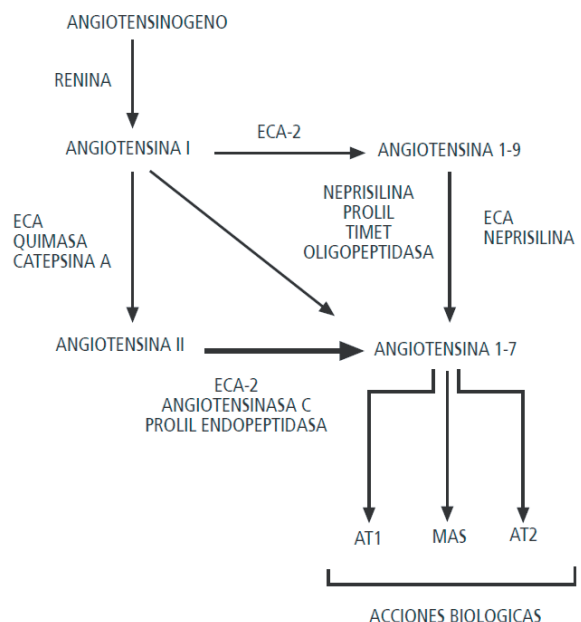 ANGIOTENSINOGENO
RENINA
ANGIOTENSINA I
ECA-2
ANGIOTENSINA 1-9
ECA
QUIMASA
CATEPSINA A
NEPRISILINA
PROLIL
TIMET
OLIGOPEPTIDASA
ECA
NEPRISILINA
ANGIOTENSINA II
ANGIOTENSINA 1-7
ECA-2
ANGIOTENSINASA C
PROLIL ENDOPEPTIDASA
AT1
MAS
AT2
ACCIONES BIOLOGICAS